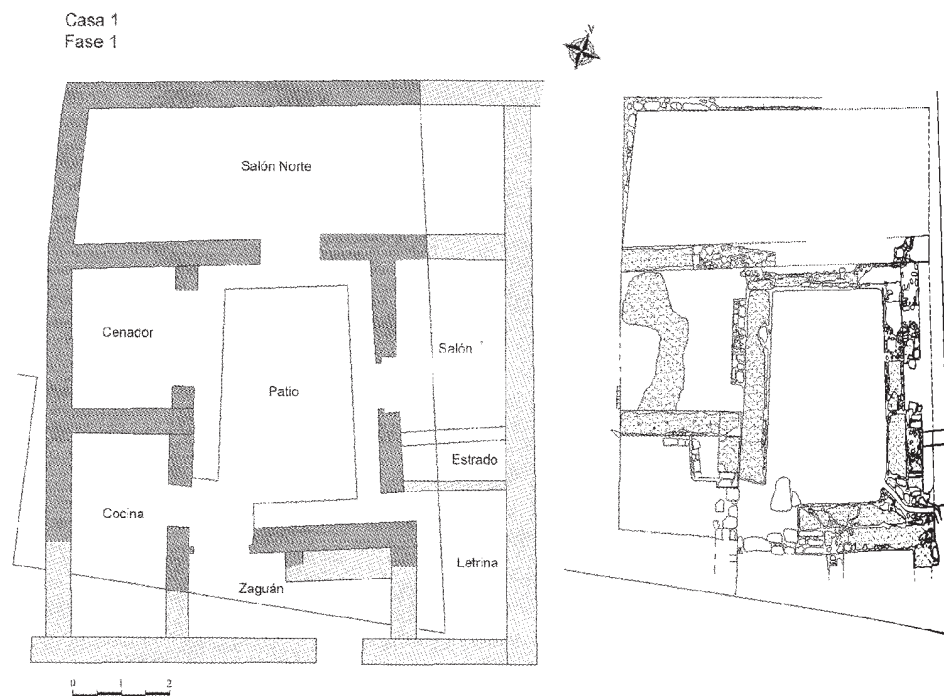 Casa 1
Fase 1
N
Salón Norte
Cenador
Salón
Patio
Estrado
Cocina
Letrina
Zaguán
0 1 2